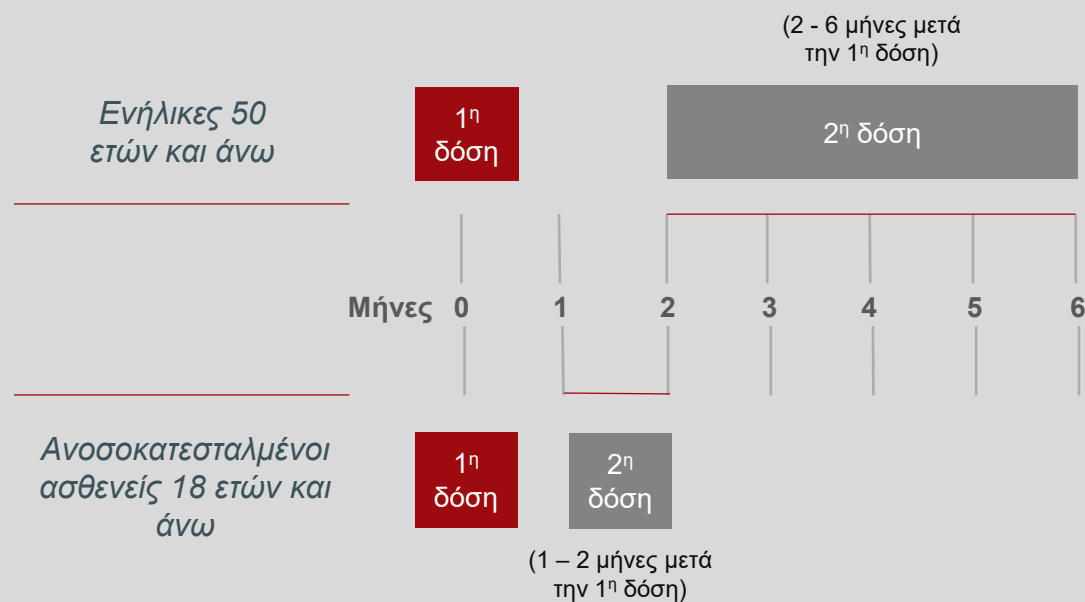 (2 - 6 μήνες μετά
την 1η δόση)
Ενήλικες 50
ετών και άνω
1η
δόση
2η δόση
Μήνες 0 1 2 3 4 5 6
Ανοσοκατεσταλμένοι
ασθενείς 18 ετών και
άνω
1η
δόση
2η
δόση
(1 – 2 μήνες μετά
την 1η δόση)